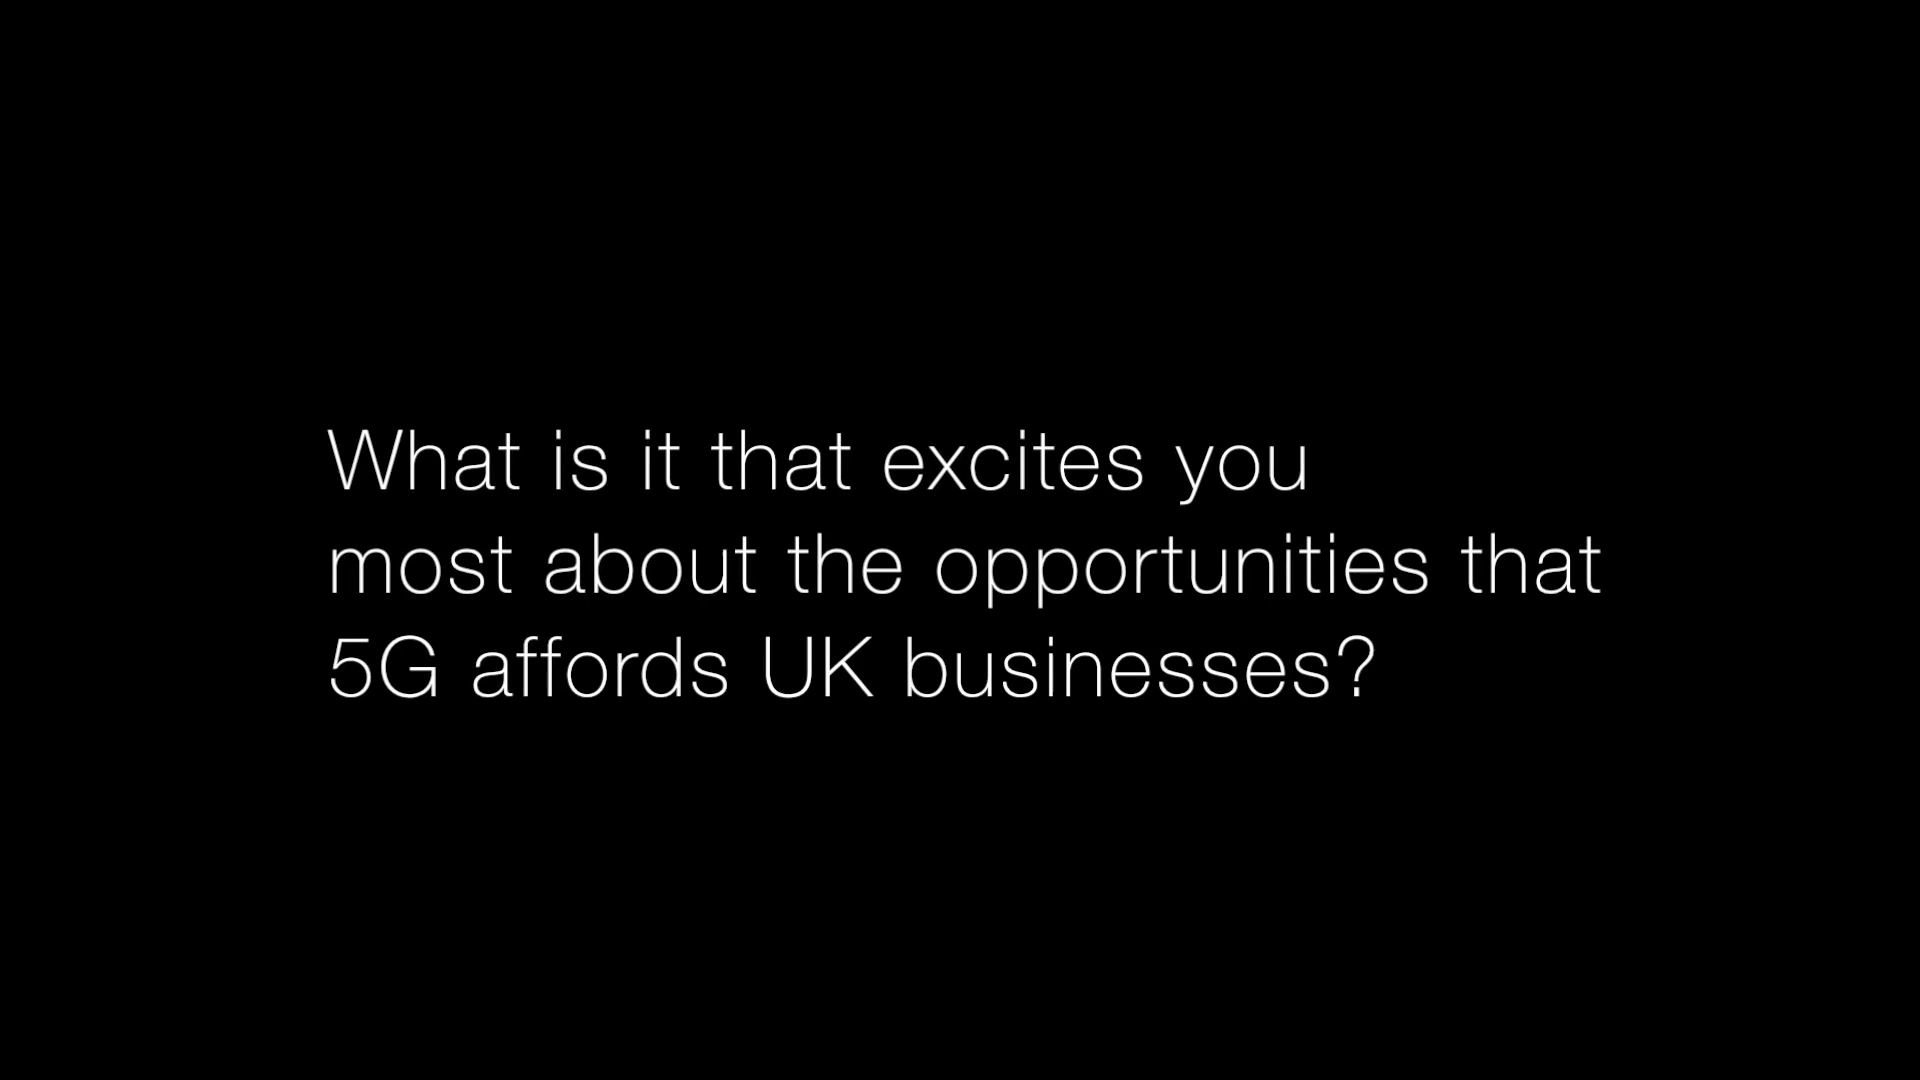 What is it that excites you
most about the opportunities that
5G affords UK businesses?